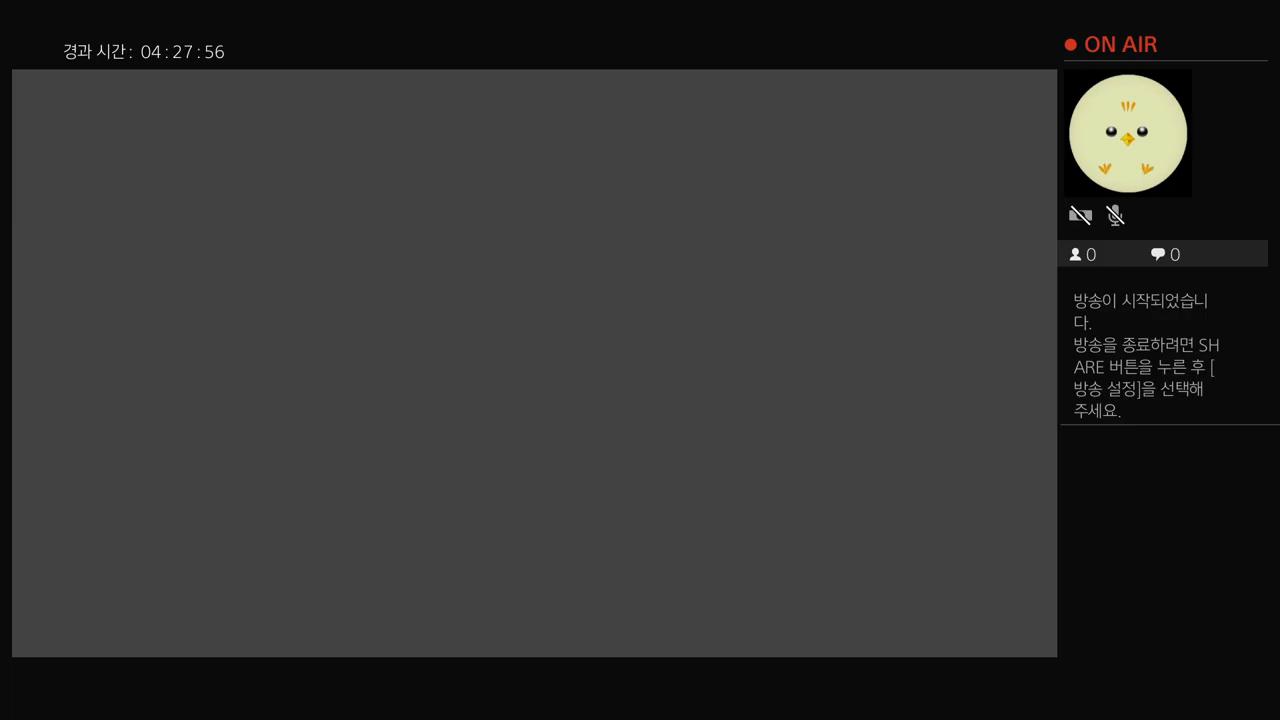 경과 시간 : 04 : 27 : 56
ON AIR
0
0
방송이 시작되었습니
다.
방송을 종료하려면 SH
ARE 버튼을 누른 후 [
방송 설정]을 선택해
주세요.